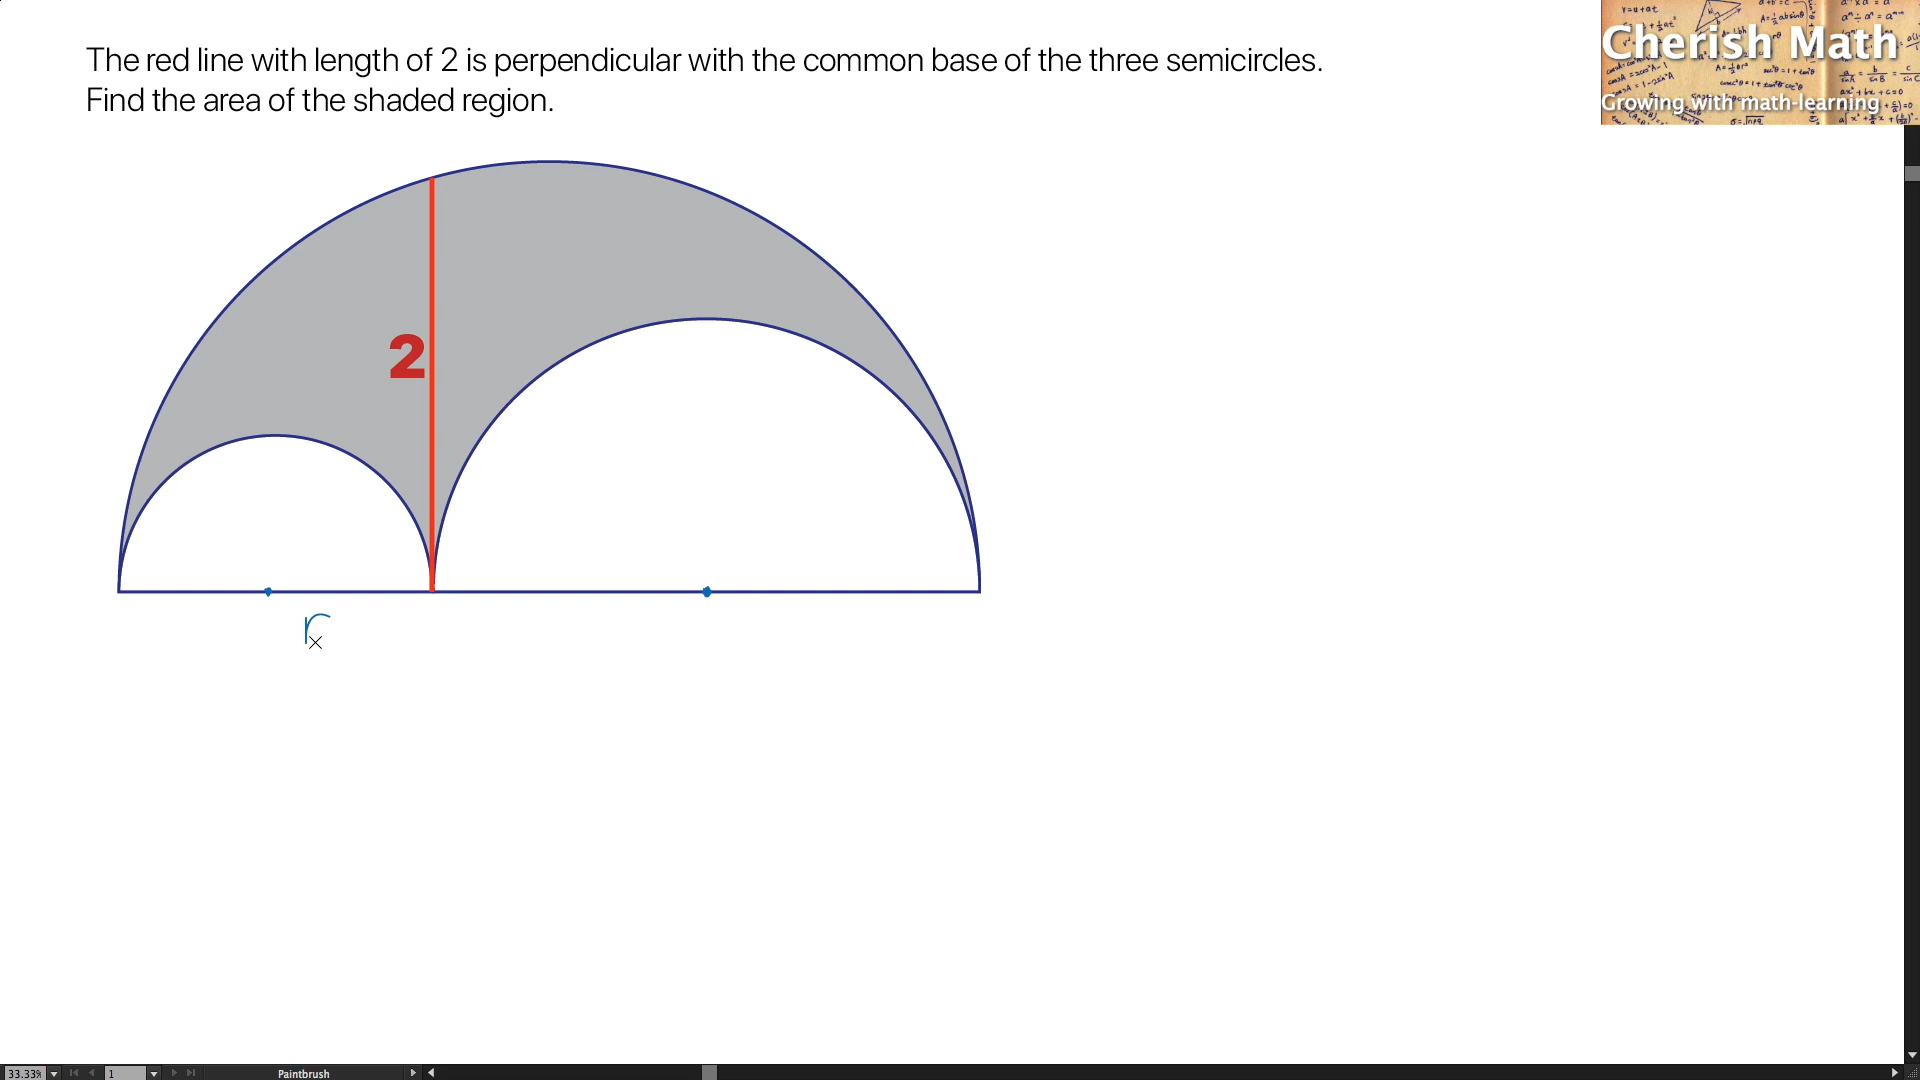 The red line with length of 2 is perpendicular with the common base of the three semicircles.
Find the area of the shaded region.
Cherish Math
Growing with math-learning
2
r
33.33%
1
Paintbrush